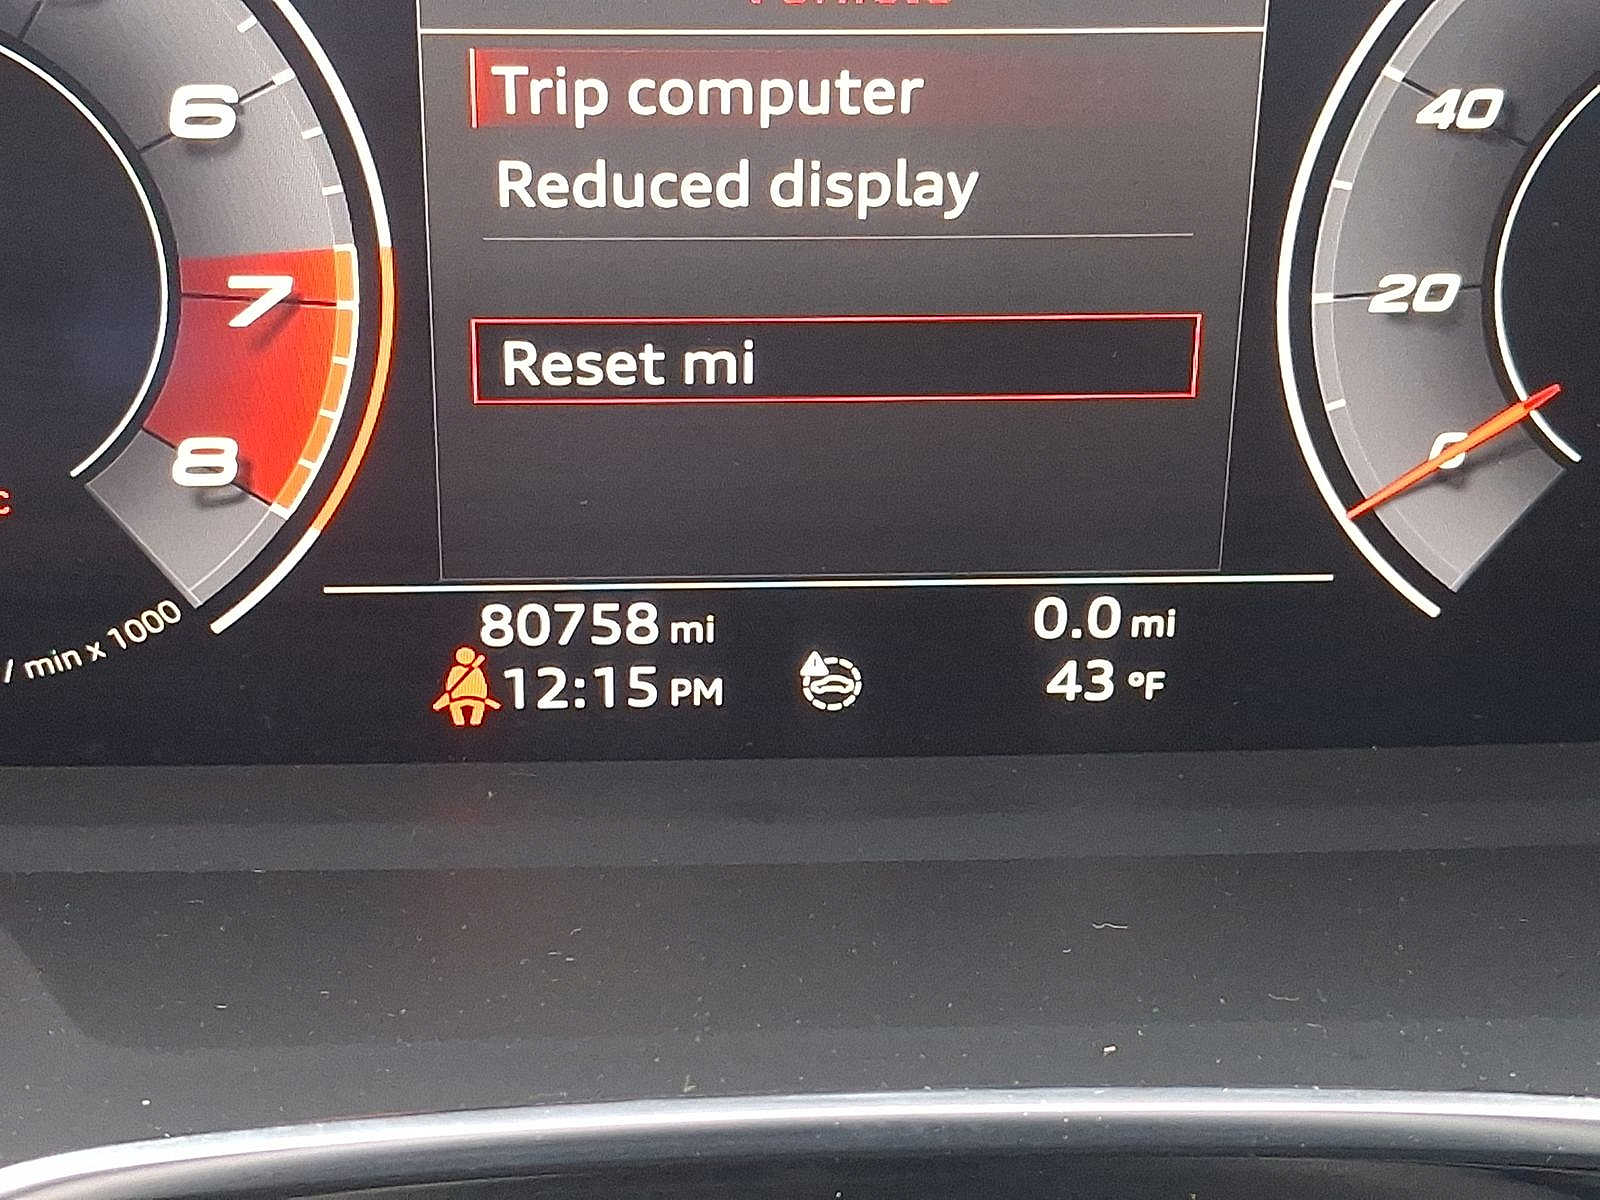 Trip computer
Reduced display
Reset mi
6
7
8
/ min x 1000
40
20
0
80758 mi
0.0 mi
12:15 PM
43 °F